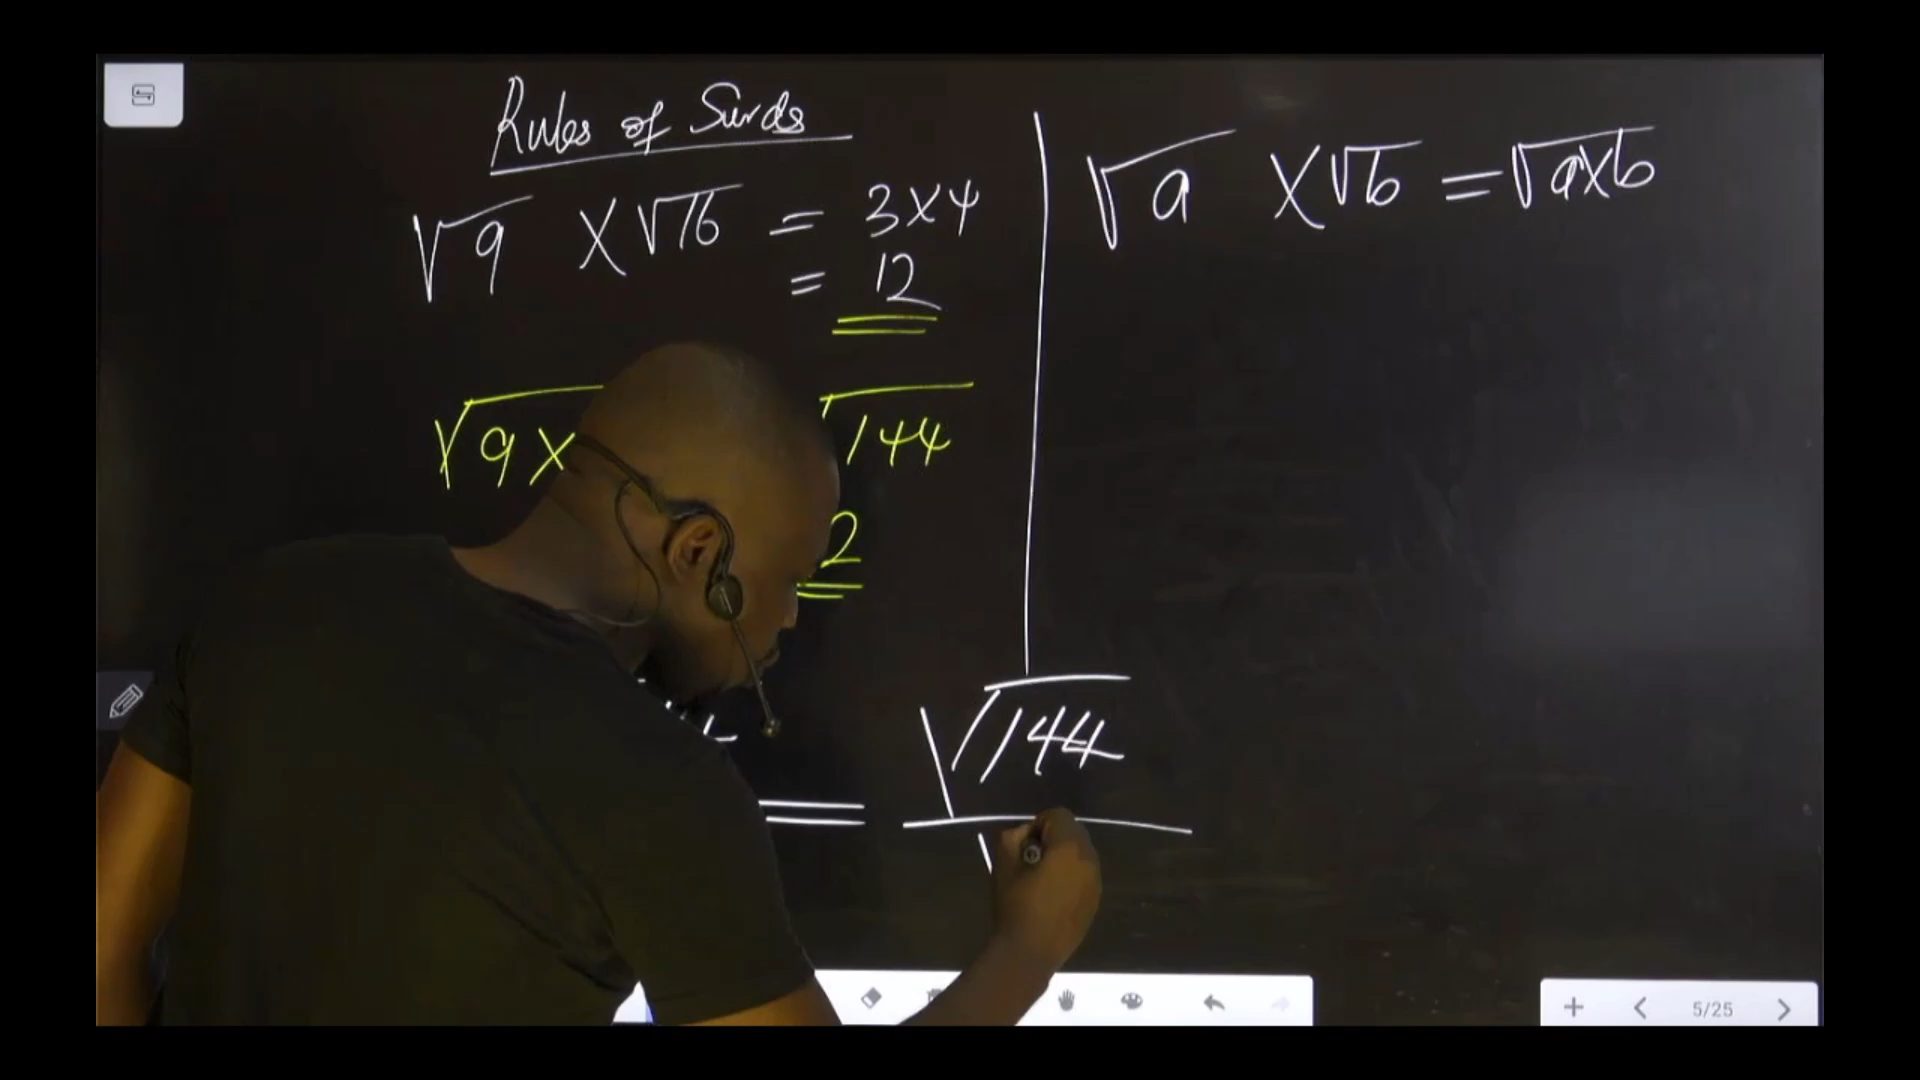 Rules of Surds
√9 × √16 = 3×4
= 12
√9×
√144
2
√a × √b = √a×b
√144
5/25